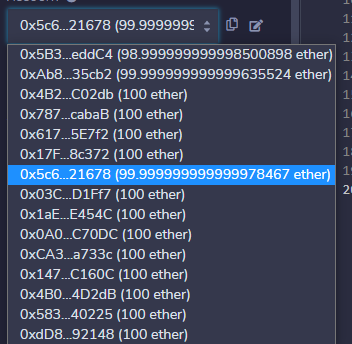 0x5c6...21678 (99.9999999
0x5B3...eddC4 (98.999999999998500898 ether)
0xAb8...35cb2 (99.999999999999635524 ether)
0x4B2...C02db (100 ether)
0x787...cabaB (100 ether)
0x617...5E7f2 (100 ether)
0x17F...8c372 (100 ether)
0x5c6...21678 (99.999999999999978467 ether)
0x03C...D1Ff7 (100 ether)
0x1aE...E454C (100 ether)
0x0A0...C70DC (100 ether)
0xCA3...a733c (100 ether)
0x147...C160C (100 ether)
0x4B0...4D2dB (100 ether)
0x583...40225 (100 ether)
0xdD8...92148 (100 ether)